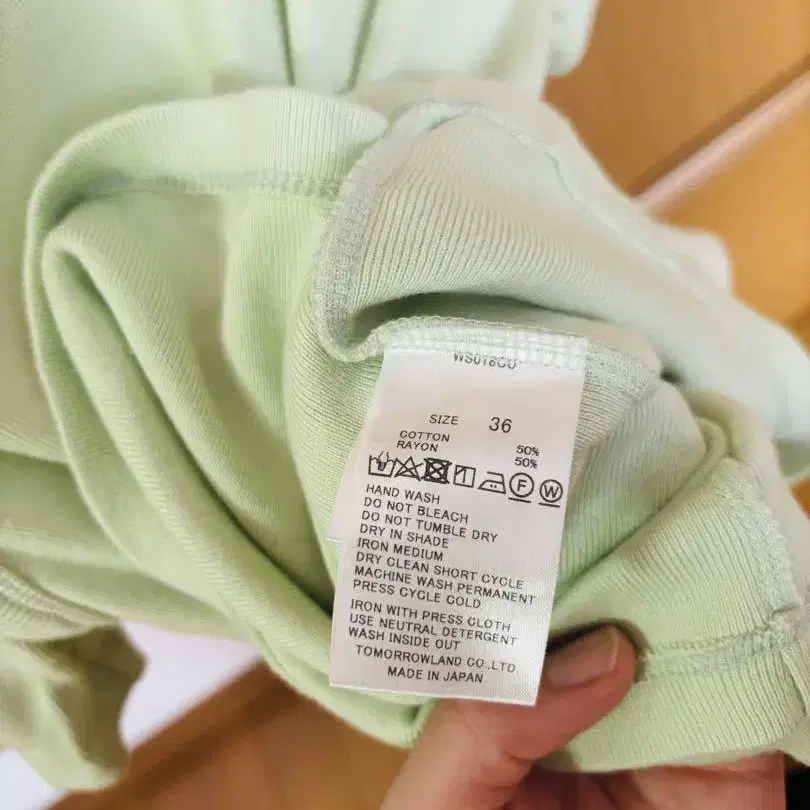 WS018CU
SIZE 36
COTTON 50%
RAYON 50%
F W
HAND WASH
DO NOT BLEACH
DO NOT TUMBLE DRY
DRY IN SHADE
IRON MEDIUM
DRY CLEAN SHORT CYCLE
MACHINE WASH PERMANENT
PRESS CYCLE COLD
IRON WITH PRESS CLOTH
USE NEUTRAL DETERGENT
WASH INSIDE OUT
TOMORROWLAND CO.,LTD.
MADE IN JAPAN